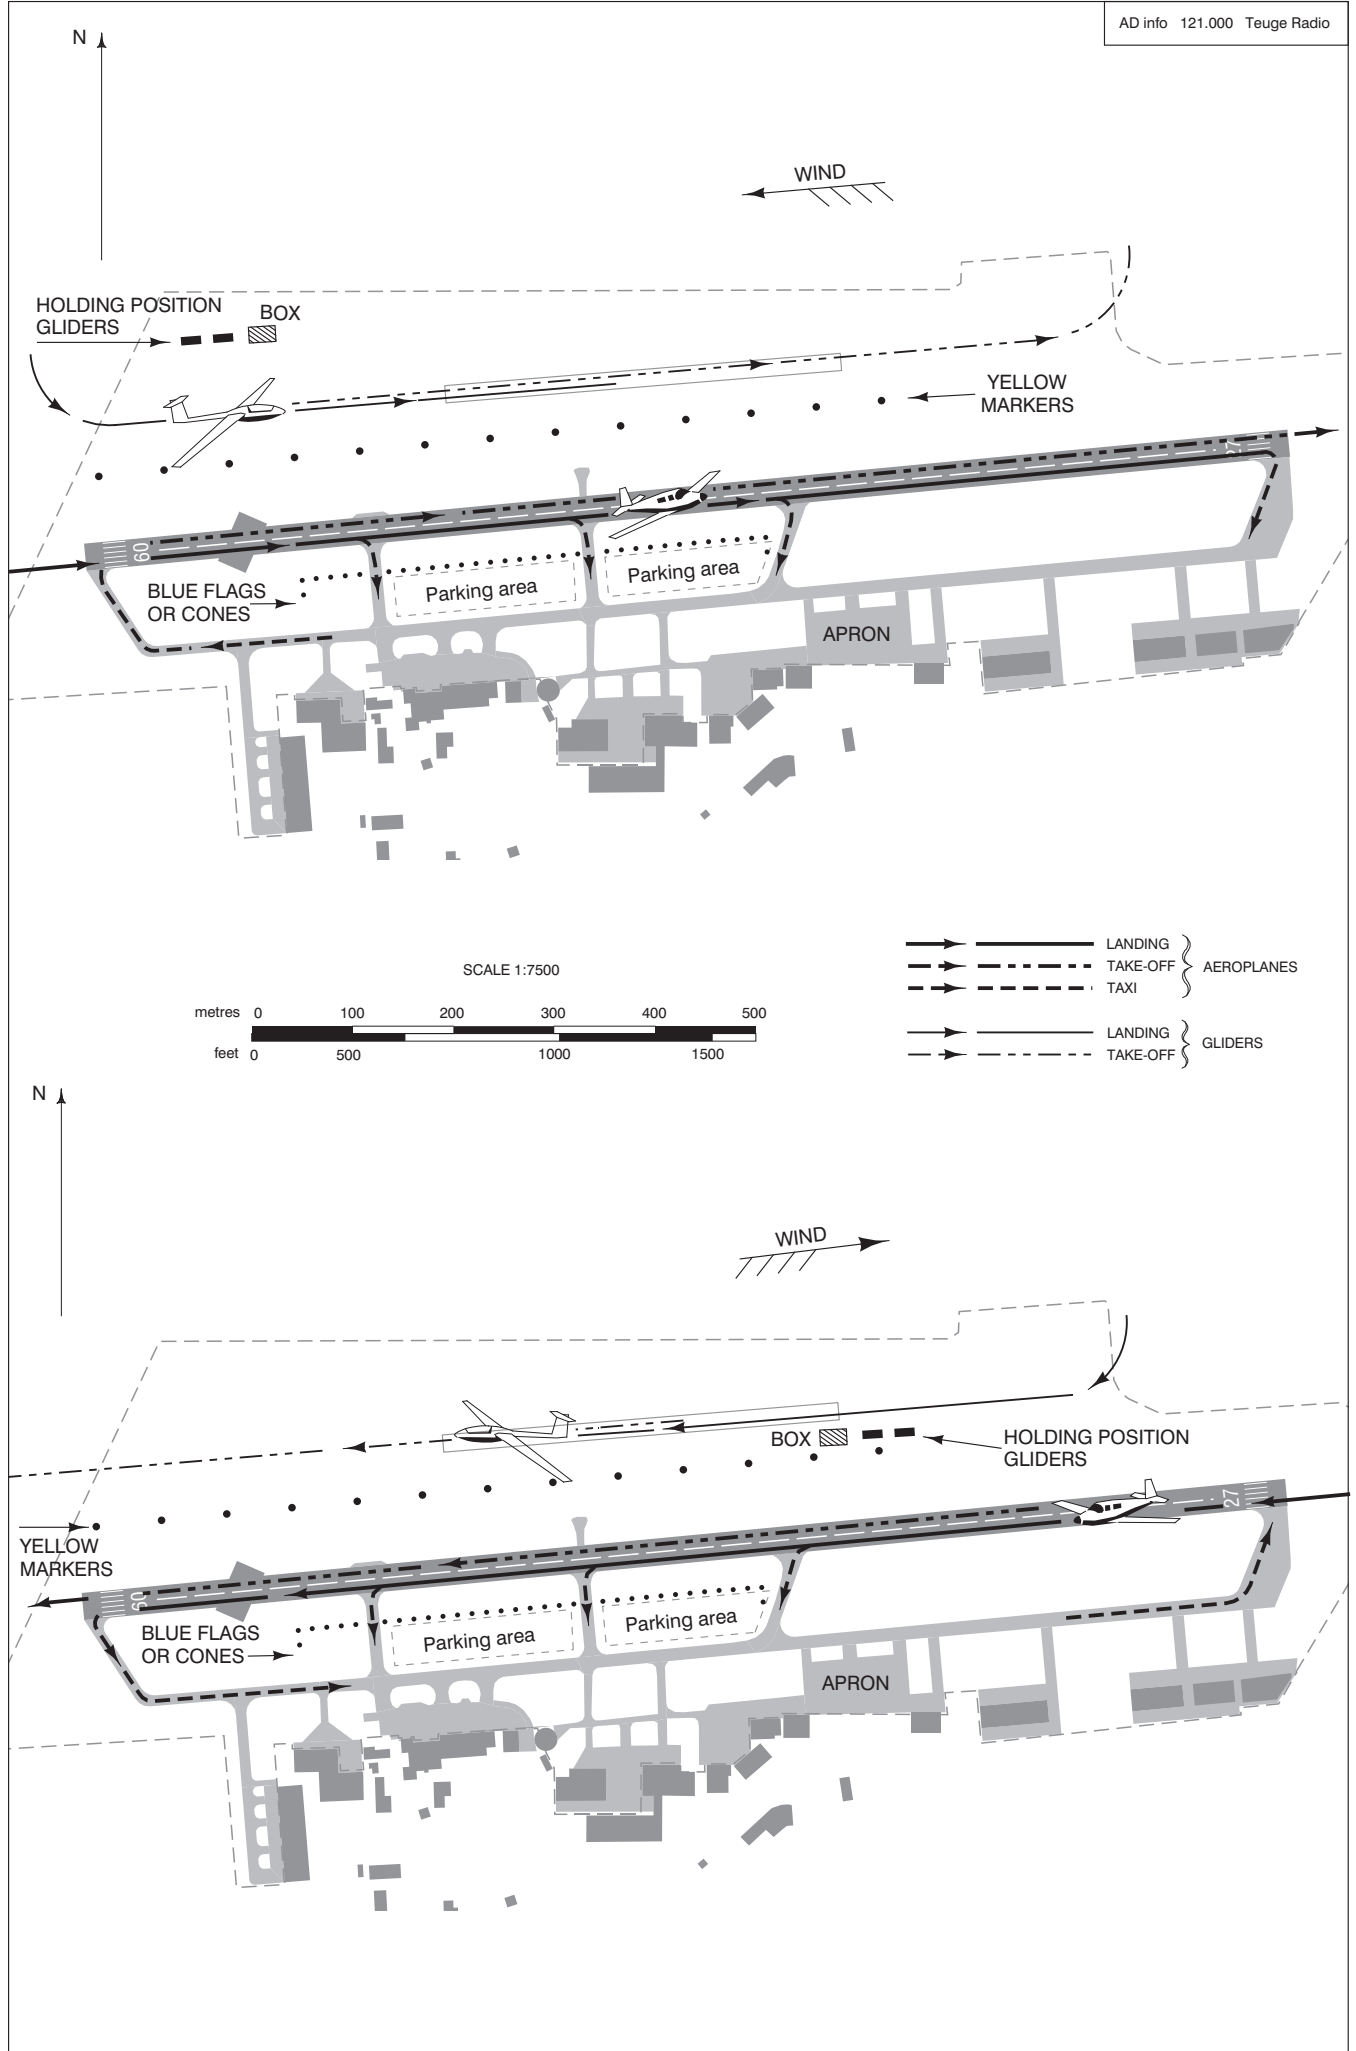 AD info 121.000 Teuge Radio
N
WIND
HOLDING POSITION
GLIDERS
BOX
YELLOW
MARKERS
27
09
BLUE FLAGS
OR CONES
Parking area
Parking area
APRON
SCALE 1:7500
metres 0 100 200 300 400 500
feet 0 500 1000 1500
LANDING
TAKE-OFF
TAXI
AEROPLANES
LANDING
TAKE-OFF
GLIDERS
N
WIND
BOX
HOLDING POSITION
GLIDERS
27
YELLOW
MARKERS
09
BLUE FLAGS
OR CONES
Parking area
Parking area
APRON